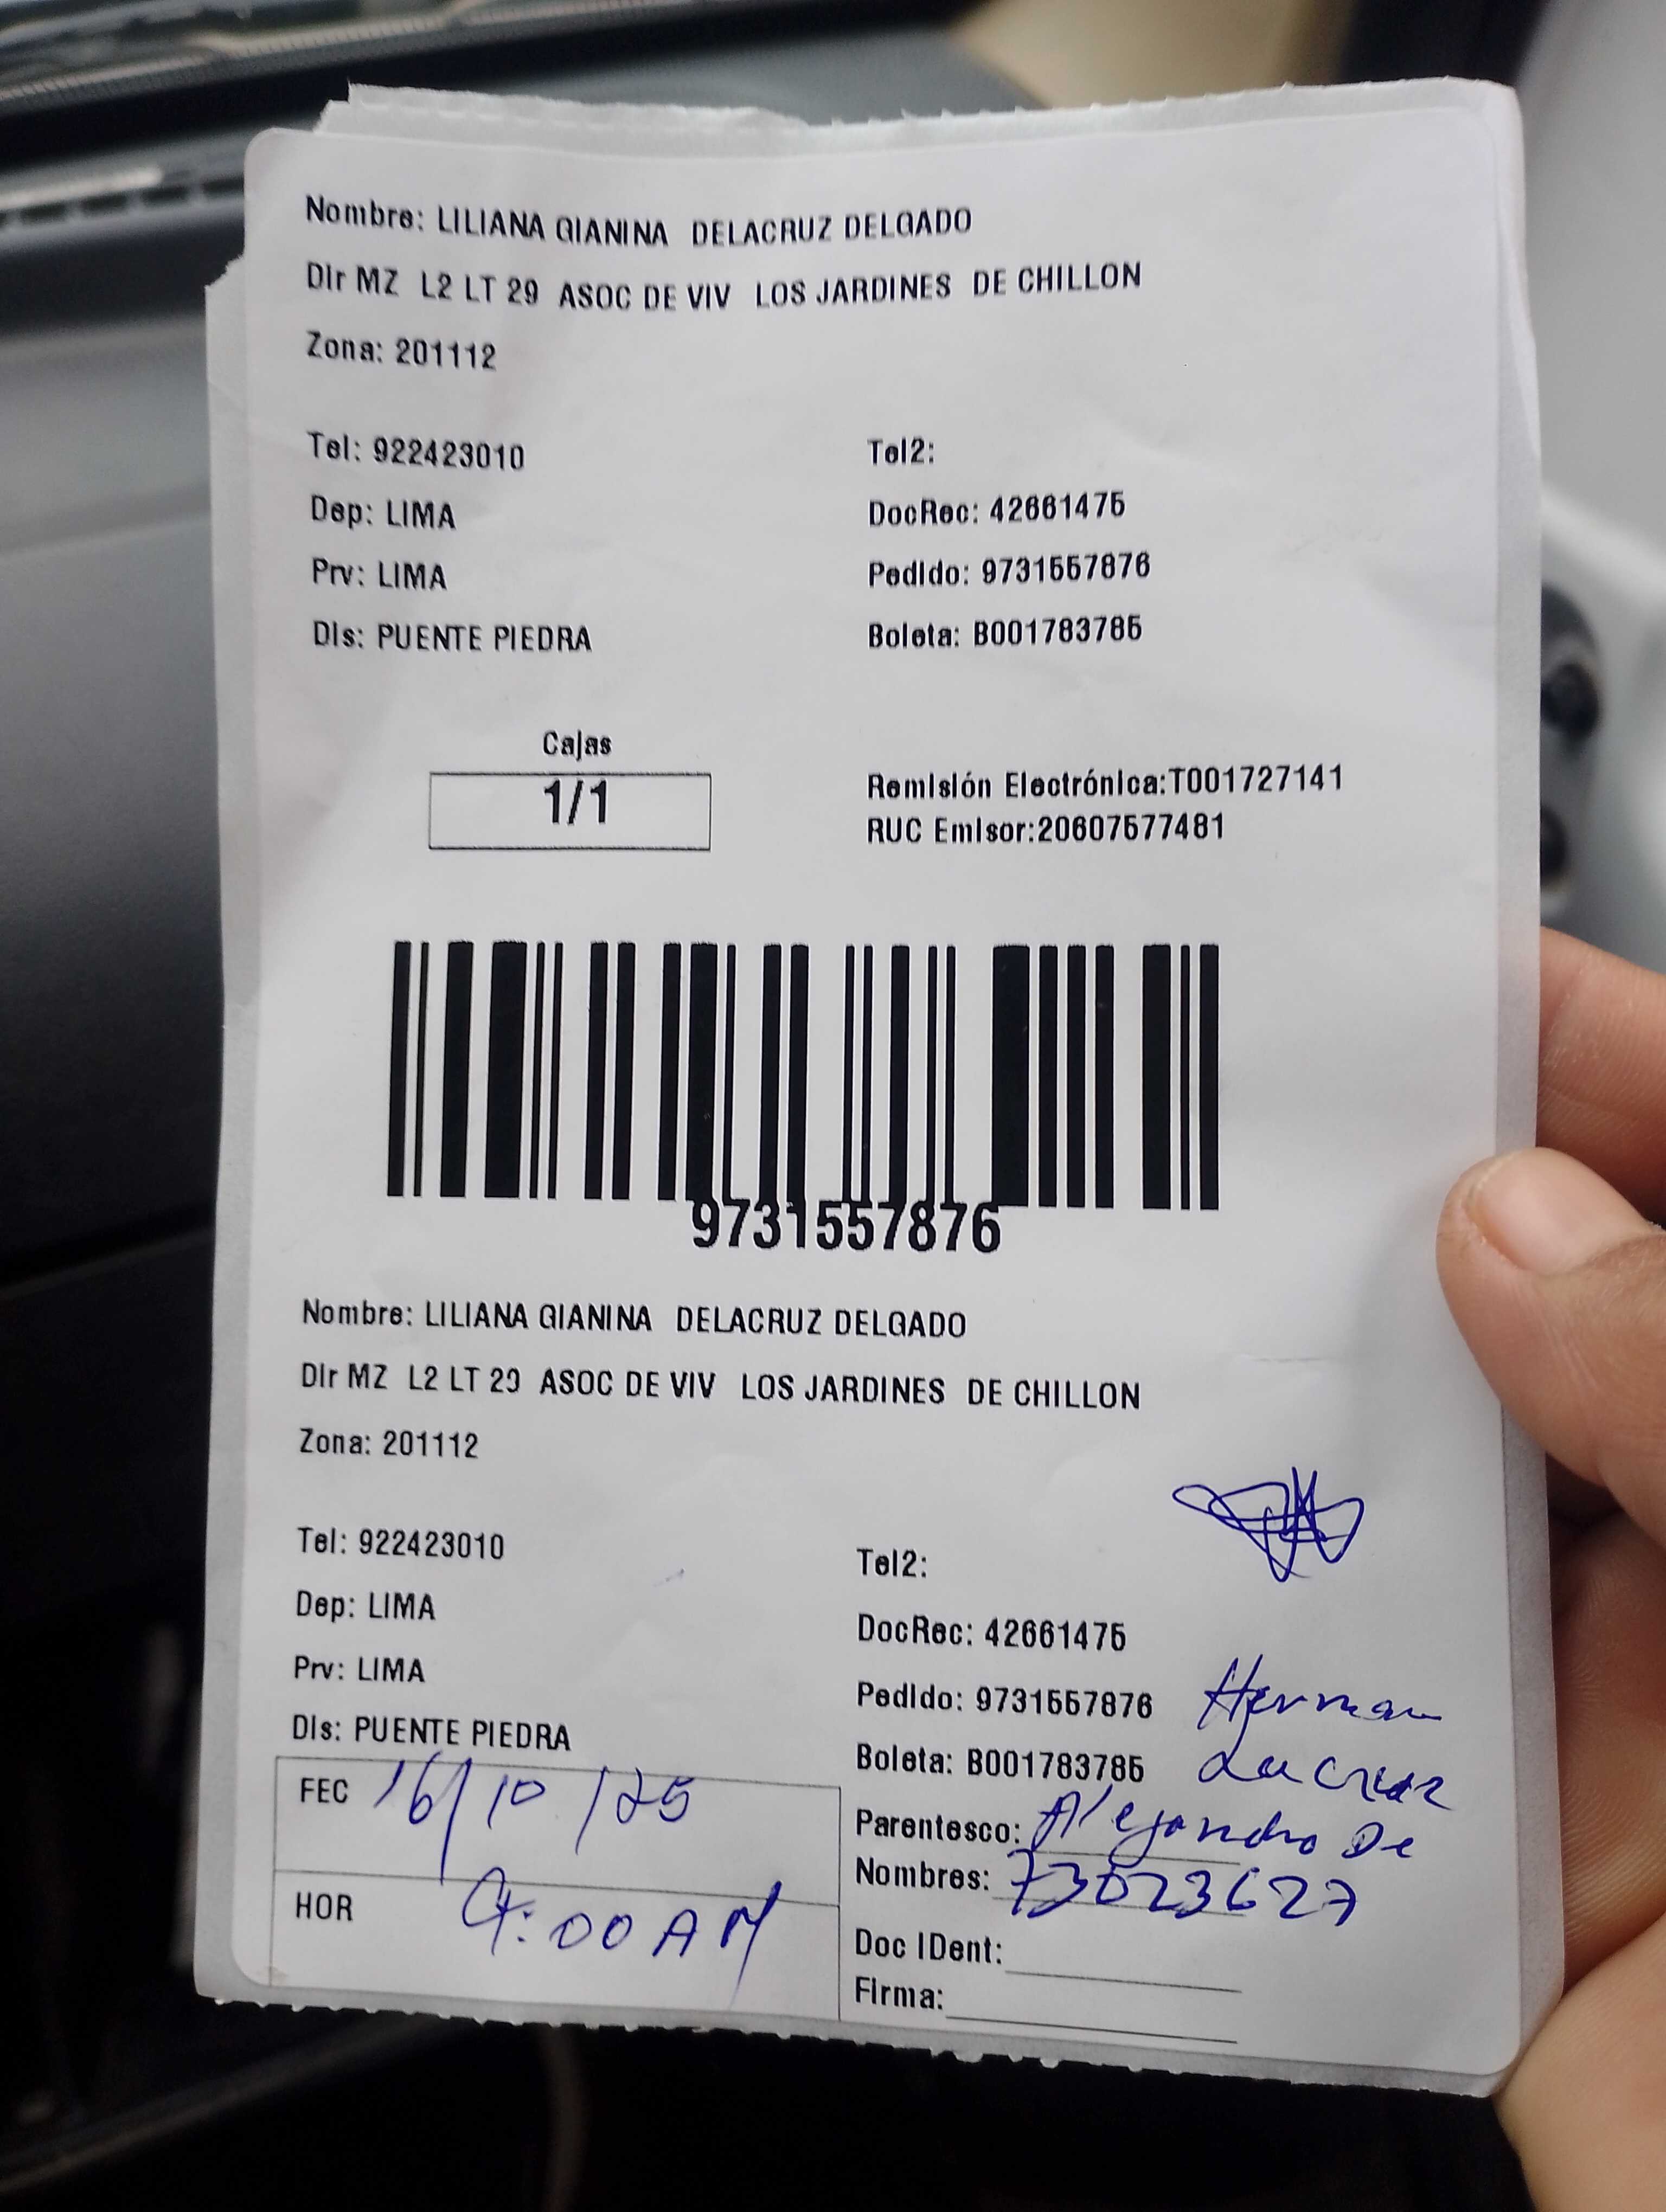 Nombre: LILIANA GIANINA DELACRUZ DELGADO
Dir MZ L2 LT 29 ASOC DE VIV LOS JARDINES DE CHILLON
Zona: 201112
Tel: 922423010
Tel2:
Dep: LIMA
DocRec: 42661475
Prv: LIMA
Pedido: 9731557876
Dis: PUENTE PIEDRA
Boleta: B001783785
Cajas
1/1
Remisión Electrónica:T001727141
RUC Emisor:20607577481
9731557876
Nombre: LILIANA GIANINA DELACRUZ DELGADO
Dir MZ L2 LT 29 ASOC DE VIV LOS JARDINES DE CHILLON
Zona: 201112
Tel: 922423010
Tel2:
Dep: LIMA
DocRec: 42661475
Prv: LIMA
Pedido: 9731557876
Herman
Dis: PUENTE PIEDRA
Boleta: B001783785
La Cruz
FEC 16/10/25
Parentesco: Alejandro De
Nombres: 73023627
HOR :00 AM
Doc IDent:
Firma: